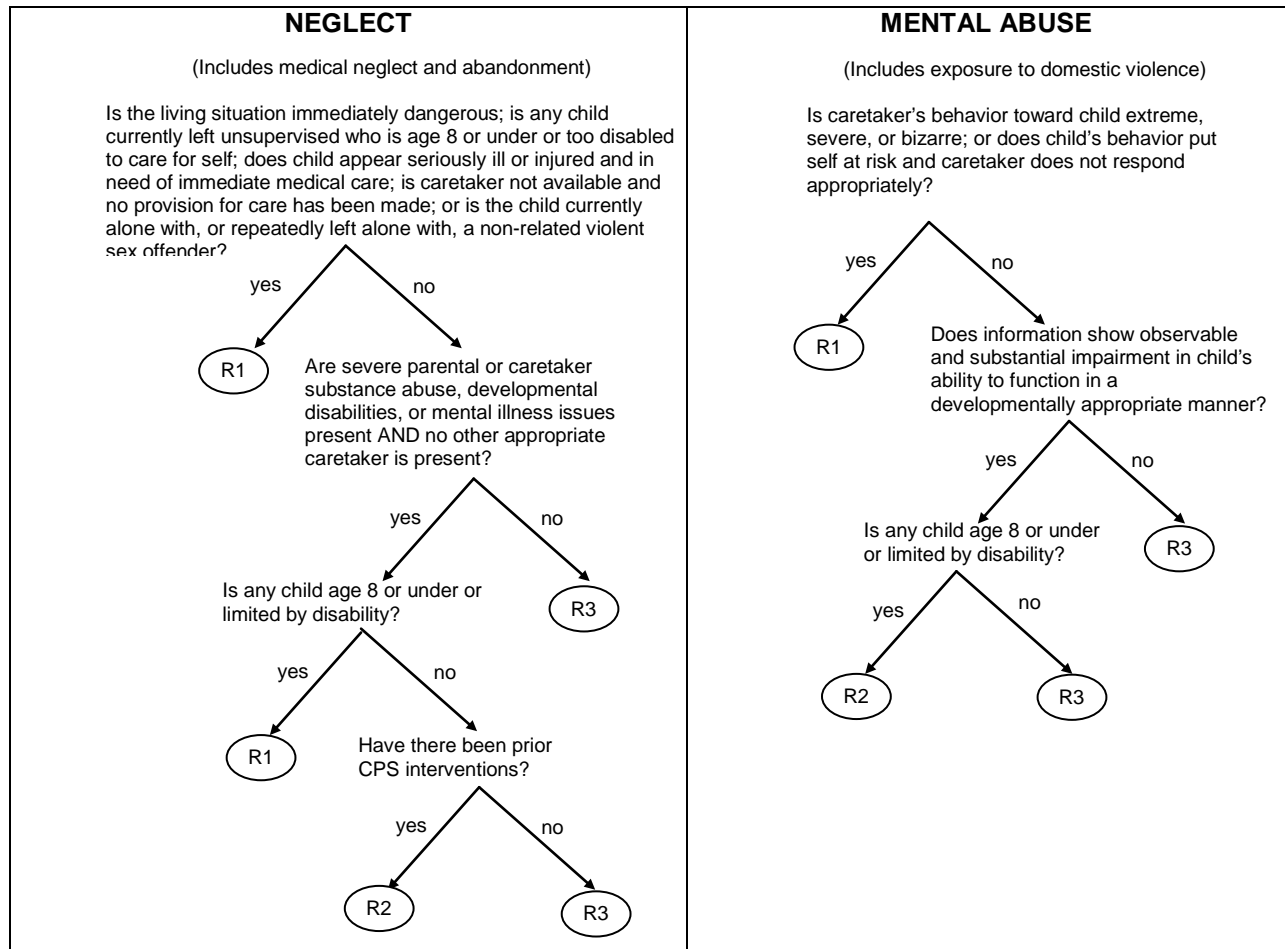 NEGLECT
(Includes medical neglect and abandonment)
Is the living situation immediately dangerous; is any child
currently left unsupervised who is age 8 or under or too disabled
to care for self; does child appear seriously ill or injured and in
need of immediate medical care; is caretaker not available and
no provision for care has been made; or is the child currently
alone with, or repeatedly left alone with, a non-related violent
sex offender?
yes
no
R1
Are severe parental or caretaker
substance abuse, developmental
disabilities, or mental illness issues
present AND no other appropriate
caretaker is present?
yes
no
Is any child age 8 or under or
limited by disability?
R3
yes
no
R1
Have there been prior
CPS interventions?
yes
no
R2
R3
MENTAL ABUSE
(Includes exposure to domestic violence)
Is caretaker's behavior toward child extreme,
severe, or bizarre; or does child's behavior put
self at risk and caretaker does not respond
appropriately?
yes
no
R1
Does information show observable
and substantial impairment in child's
ability to function in a
developmentally appropriate manner?
yes
no
Is any child age 8 or under
or limited by disability?
R3
yes
no
R2
R3